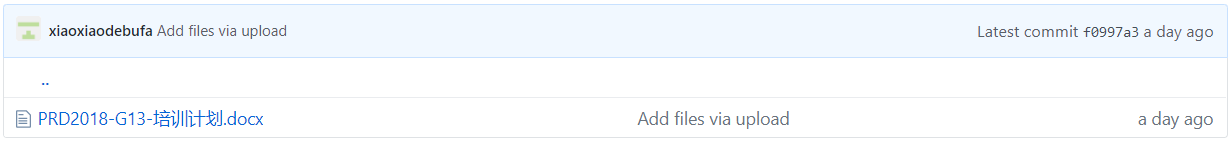 xiaoxiaodebufa Add files via upload Latest commit f0997a3 a day ago
..
PRD2018-G13-培训计划.docx Add files via upload a day ago